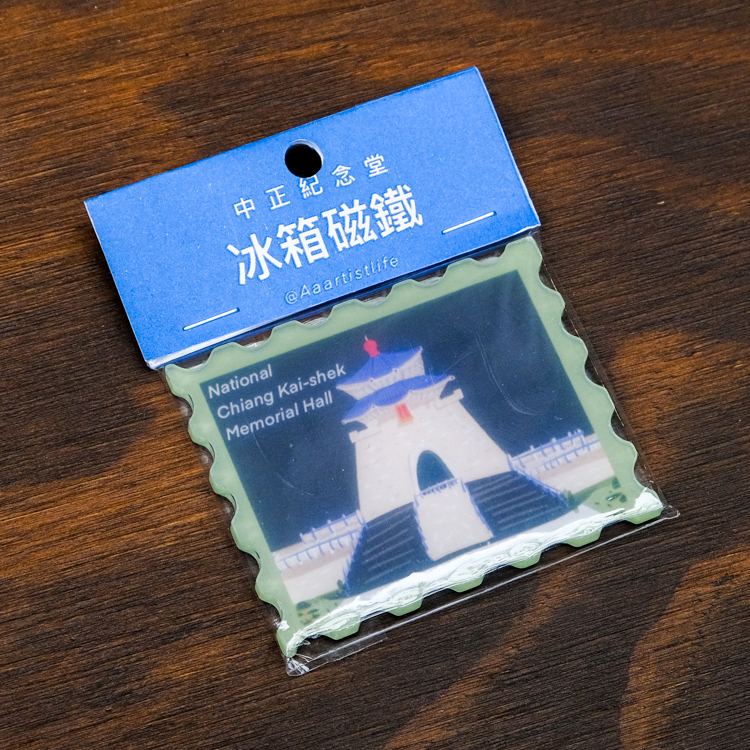 中正紀念堂
冰箱磁鐵
@Aaartistlife
National
Chiang Kai-shek
Memorial Hall